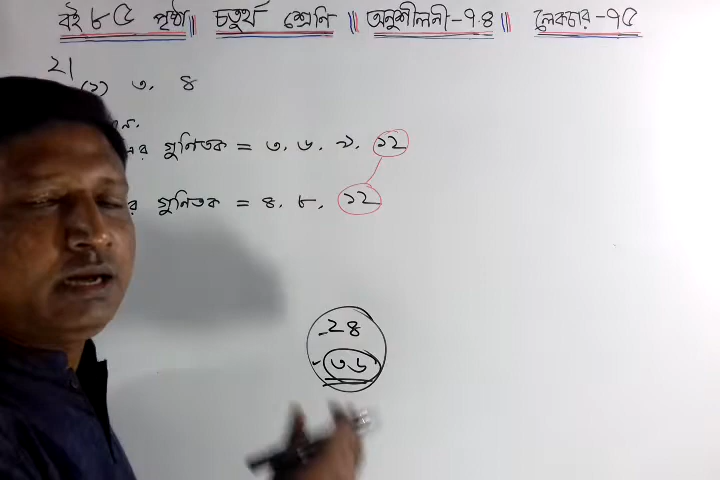 বই ৮৫ পৃষ্ঠা || চতুর্থ শ্রেনি || অনুশীলনী-৭.৪ || লেকচার-৭৫
২।
(১) ৩, ৪
এর গুনিতক = ৩, ৬, ৯, ১২
র গুনিতক = ৪, ৮, ১২
২৪
৩৬